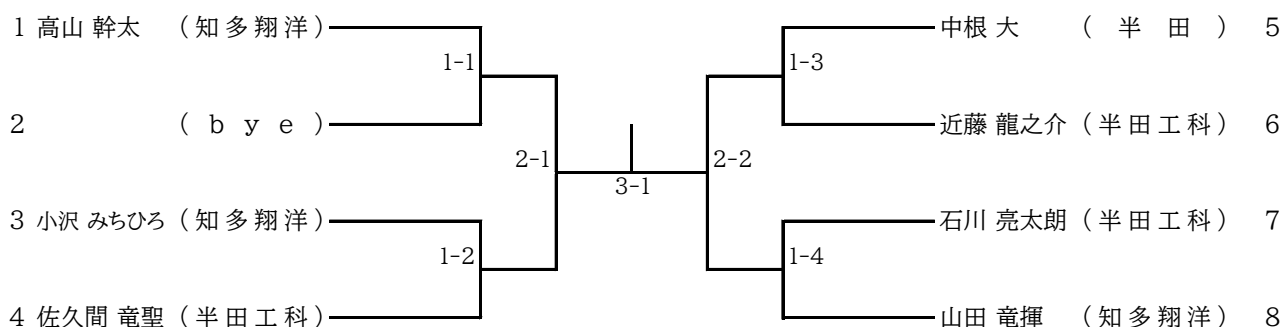 1 高山 幹太 (知多翔洋) 中根 大 (半田) 5
1-1 1-3
2 (bye) 近藤 龍之介 (半田工科) 6
2-1 2-2
3-1
3 小沢 みちひろ (知多翔洋) 石川 亮太朗 (半田工科) 7
1-2 1-4
4 佐久間 竜聖 (半田工科) 山田 竜揮 (知多翔洋) 8